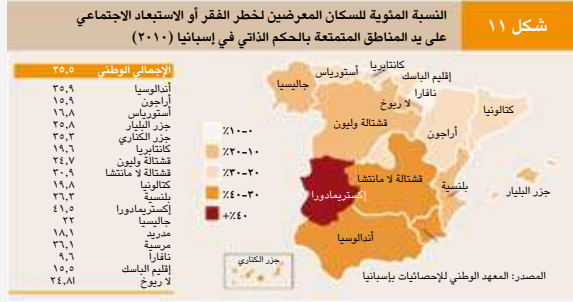 شكل ١١
النسبة المئوية للسكان المعرضين لخطر الفقر أو الاستبعاد الاجتماعي
على يد المناطق المتمتعة بالحكم الذاتي في إسبانيا (٢٠١٠)
الإجمالي الوطني ٢٥,٥
أندالوسيا ٣٥,٩
أراجون ١٥,٩
أستورياس ١٦,٨
جزر البليار ٢٥,٨
جزر الكناري ٣٥,٣
كانتابريا ١٩,٦
قشتالة وليون ٢٤,٧
قشتالة لا مانتشا ٣٠,٩
كتالونيا ١٩,٨
بلنسية ٢٦,٣
إكستريمادورا ٤١,٥
جاليسيا ٢٢
مدريد ١٨,١
مرسية ٣٦,١
نافارا ٩,٦
إقليم الباسك ١٥,٥
لا ريوخ ٢٤,٨١
٪١٠-٠
٪٢٠-١٠
٪٣٠-٢٠
٪٤٠-٣٠
+٪٤٠
كانتابريا
أستورياس
إقليم الباسك
جاليسيا
نافارا
لا ريوخ
كتالونيا
قشتالة وليون
أراجون
قشتالة لا مانتشا
بلنسية
جزر البليار
إكستريمادورا
أندالوسيا
جزر الكناري
المصدر: المعهد الوطني للإحصائيات بإسبانيا